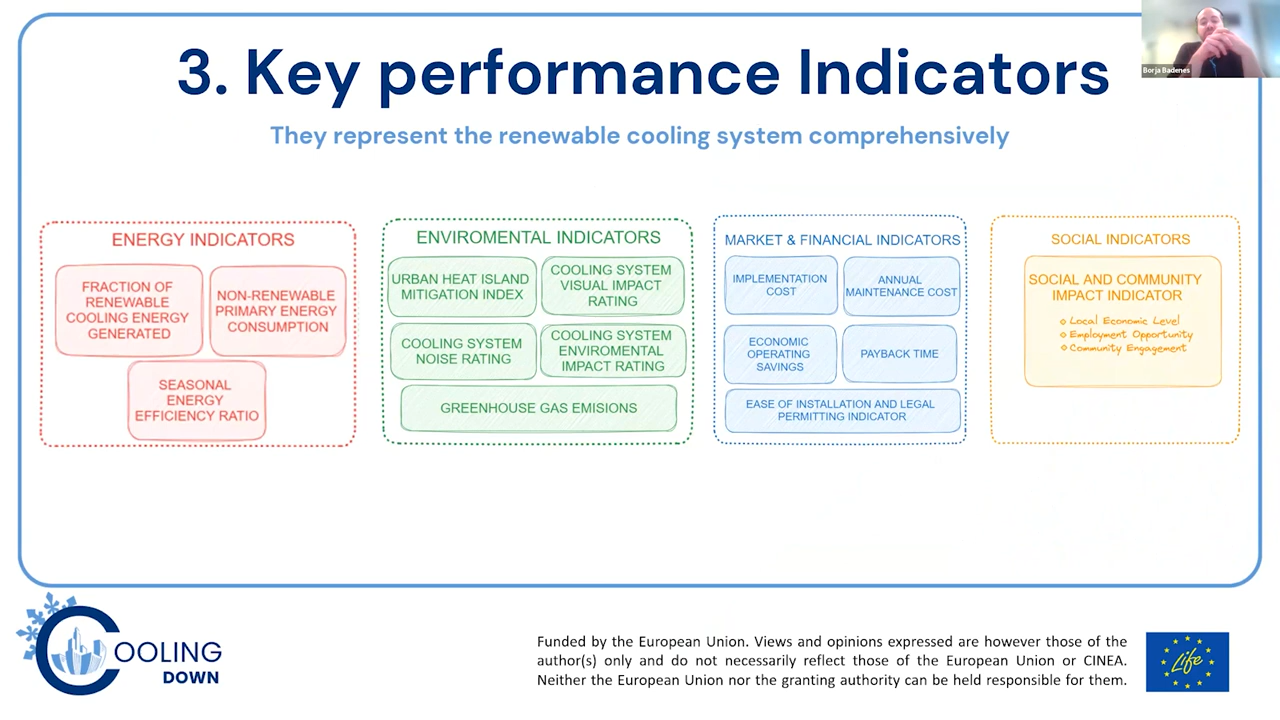 3. Key performance Indicators
Borja Badenes
They represent the renewable cooling system comprehensively
ENERGY INDICATORS
FRACTION OF
RENEWABLE
COOLING ENERGY
GENERATED
NON-RENEWABLE
PRIMARY ENERGY
CONSUMPTION
SEASONAL
ENERGY
EFFICIENCY RATIO
ENVIROMENTAL INDICATORS
URBAN HEAT ISLAND
MITIGATION INDEX
COOLING SYSTEM
VISUAL IMPACT
RATING
COOLING SYSTEM
NOISE RATING
COOLING SYSTEM
ENVIROMENTAL
IMPACT RATING
GREENHOUSE GAS EMISIONS
MARKET & FINANCIAL INDICATORS
IMPLEMENTATION
COST
ANNUAL
MAINTENANCE COST
ECONOMIC
OPERATING
SAVINGS
PAYBACK TIME
EASE OF INSTALLATION AND LEGAL
PERMITTING INDICATOR
SOCIAL INDICATORS
SOCIAL AND COMMUNITY
IMPACT INDICATOR
Local Economic Level
Employment Opportunity
Community Engagement
COOLING
DOWN
Funded by the European Union. Views and opinions expressed are however those of the
author(s) only and do not necessarily reflect those of the European Union or CINEA.
Neither the European Union nor the granting authority can be held responsible for them.
Life